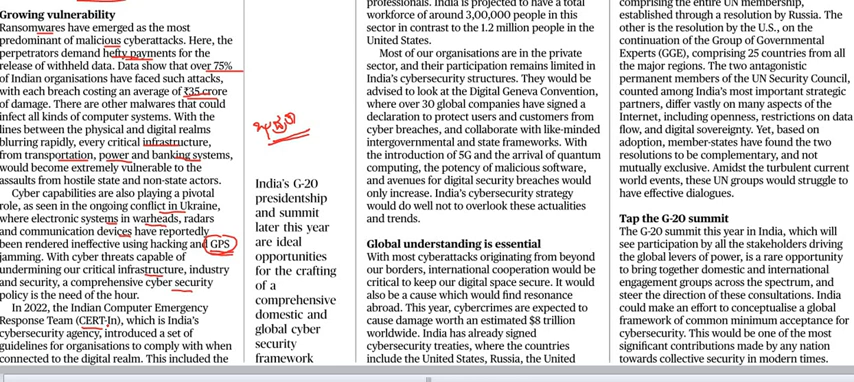 Growing vulnerability
Ransomwares have emerged as the most
predominant of malicious cyberattacks. Here, the
perpetrators demand hefty payments for the
release of withheld data. Data show that over 75%
of Indian organisations have faced such attacks,
with each breach costing an average of ₹35 crore
of damage. There are other malwares that could
infect all kinds of computer systems. With the
lines between the physical and digital realms
blurring rapidly, every critical infrastructure,
from transportation, power and banking systems,
would become extremely vulnerable to the
assaults from hostile state and non-state actors.
Cyber capabilities are also playing a pivotal
role, as seen in the ongoing conflict in Ukraine,
where electronic systems in warheads, radars
and communication devices have reportedly
been rendered ineffective using hacking and GPS
jamming. With cyber threats capable of
undermining our critical infrastructure, industry
and security, a comprehensive cyber security
policy is the need of the hour.
In 2022, the Indian Computer Emergency
Response Team (CERT-In), which is India's
cybersecurity agency, introduced a set of
guidelines for organisations to comply with when
connected to the digital realm. This included the
India's G-20
presidentship
and summit
later this year
are ideal
opportunities
for the crafting
of a
comprehensive
domestic and
global cyber
security
framework
professionals. India is projected to have a total
workforce of around 3,00,000 people in this
sector in contrast to the 1.2 million people in the
United States.
Most of our organisations are in the private
sector, and their participation remains limited in
India's cybersecurity structures. They would be
advised to look at the Digital Geneva Convention,
where over 30 global companies have signed a
declaration to protect users and customers from
cyber breaches, and collaborate with like-minded
intergovernmental and state frameworks. With
the introduction of 5G and the arrival of quantum
computing, the potency of malicious software,
and avenues for digital security breaches would
only increase. India's cybersecurity strategy
would do well not to overlook these actualities
and trends.
Global understanding is essential
With most cyberattacks originating from beyond
our borders, international cooperation would be
critical to keep our digital space secure. It would
also be a cause which would find resonance
abroad. This year, cybercrimes are expected to
cause damage worth an estimated $8 trillion
worldwide. India has already signed
cybersecurity treaties, where the countries
include the United States, Russia, the United
comprising the entire UN membership,
established through a resolution by Russia. The
other is the resolution by the U.S., on the
continuation of the Group of Governmental
Experts (GGE), comprising 25 countries from all
the major regions. The two antagonistic
permanent members of the UN Security Council,
counted among India's most important strategic
partners, differ vastly on many aspects of the
Internet, including openness, restrictions on data
flow, and digital sovereignty. Yet, based on
adoption, member-states have found the two
resolutions to be complementary, and not
mutually exclusive. Amidst the turbulent current
world events, these UN groups would struggle to
have effective dialogues.
Tap the G-20 summit
The G-20 summit this year in India, which will
see participation by all the stakeholders driving
the global levers of power, is a rare opportunity
to bring together domestic and international
engagement groups across the spectrum, and
steer the direction of these consultations. India
could make an effort to conceptualise a global
framework of common minimum acceptance for
cybersecurity. This would be one of the most
significant contributions made by any nation
towards collective security in modern times.